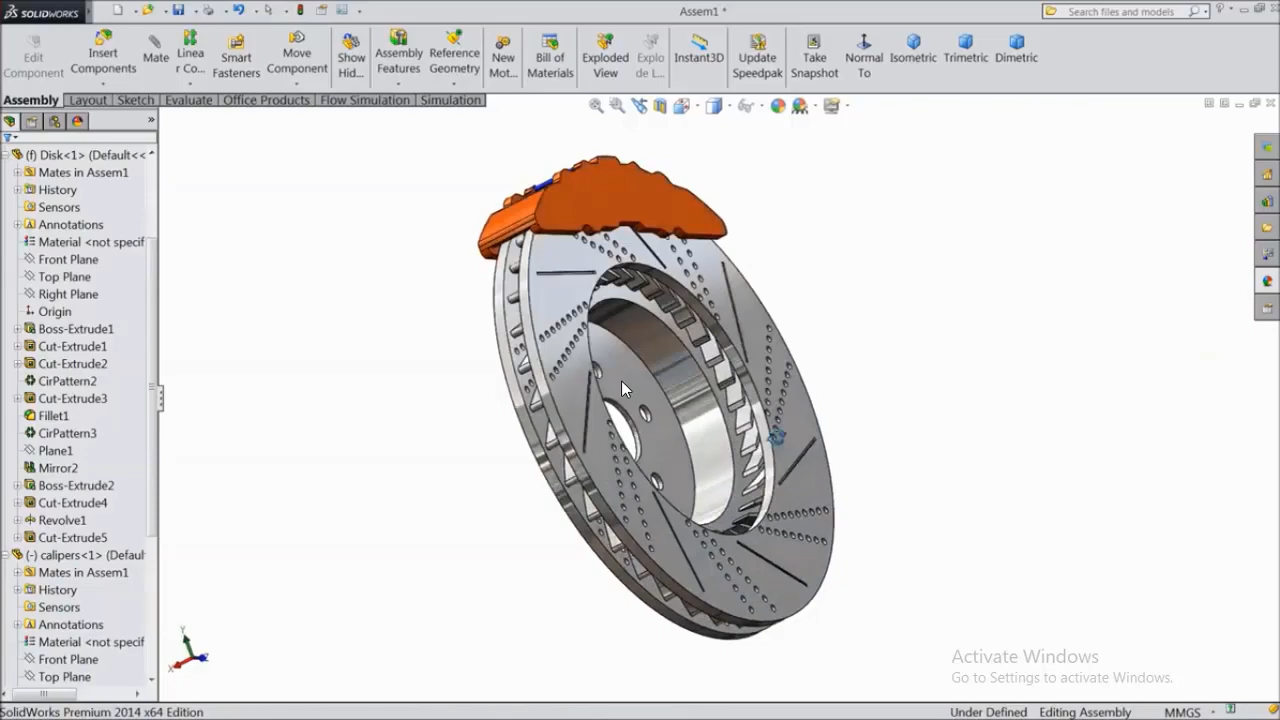 SOLIDWORKS
Assem1 *
Search files and models
Edit Component
Insert Components
Mate
Linea r Co...
Smart Fasteners
Move Component
Show Hid...
Assembly Features
Reference Geometry
New Mot...
Bill of Materials
Exploded View
Explo de L...
Instant3D
Update Speedpak
Take Snapshot
Normal To
Isometric
Trimetric
Dimetric
Assembly
Layout
Sketch
Evaluate
Office Products
Flow Simulation
Simulation
(f) Disk<1> (Default<<
Mates in Assem1
History
Sensors
Annotations
Material <not specif
Front Plane
Top Plane
Right Plane
Origin
Boss-Extrude1
Cut-Extrude1
Cut-Extrude2
CirPattern2
Cut-Extrude3
Fillet1
CirPattern3
Plane1
Mirror2
Boss-Extrude2
Cut-Extrude4
Revolve1
Cut-Extrude5
(-) calipers<1> (Defaul
Mates in Assem1
History
Sensors
Annotations
Material <not specif
Front Plane
Top Plane
Y
X
Activate Windows
Go to Settings to activate Windows.
SolidWorks Premium 2014 x64 Edition
Under Defined
Editing Assembly
MMGS